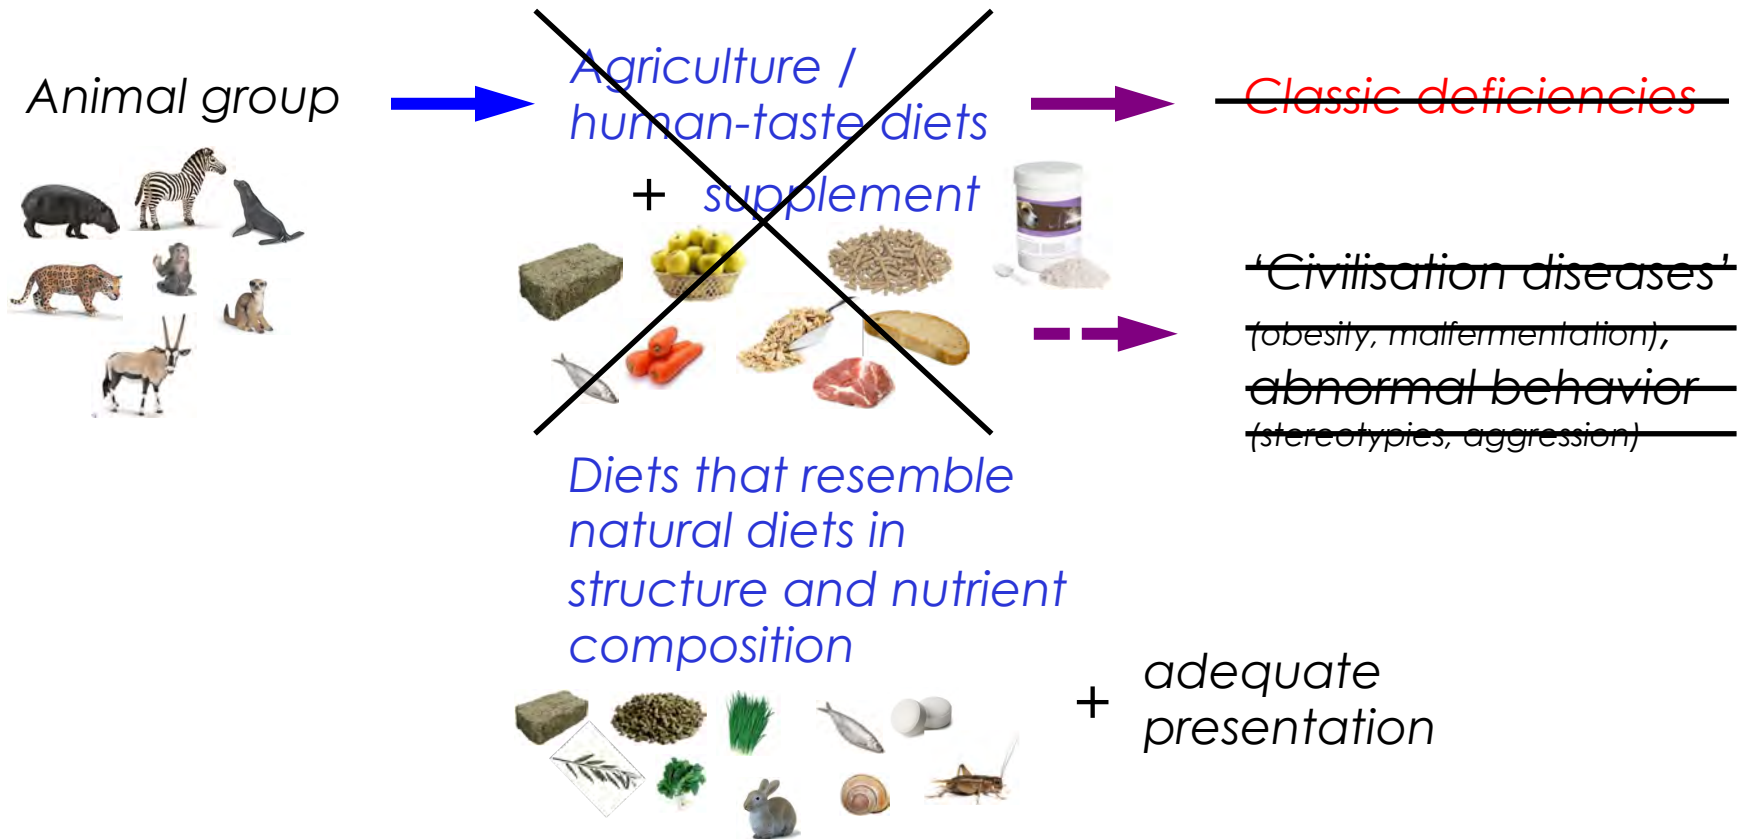 Animal group
Agriculture /
human-taste diets
+ supplement
Classic deficiencies
‘Civilisation diseases’
(obesity, malfermentation),
abnormal behavior
(stereotypies, aggression)
Diets that resemble
natural diets in
structure and nutrient
composition
+ adequate
presentation